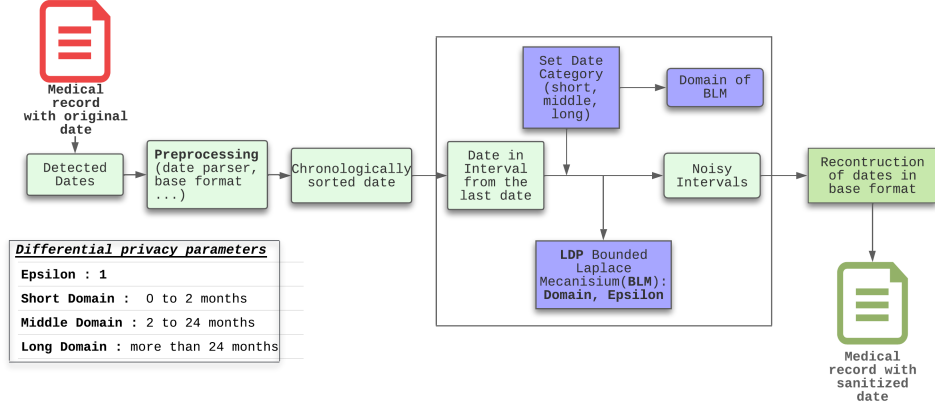 Medical
record
with original
date
Detected
Dates
Preprocessing
(date parser,
base format
...)
Chronologically
sorted date
Date in
Interval
from the
last date
Set Date
Category
(short,
middle,
long)
Domain of
BLM
LDP Bounded
Laplace
Mecanisium(BLM):
Domain, Epsilon
Noisy
Intervals
Recontruction
of dates in
base format
Medical
record with
sanitized
date
Differential privacy parameters
Epsilon : 1
Short Domain : 0 to 2 months
Middle Domain : 2 to 24 months
Long Domain : more than 24 months